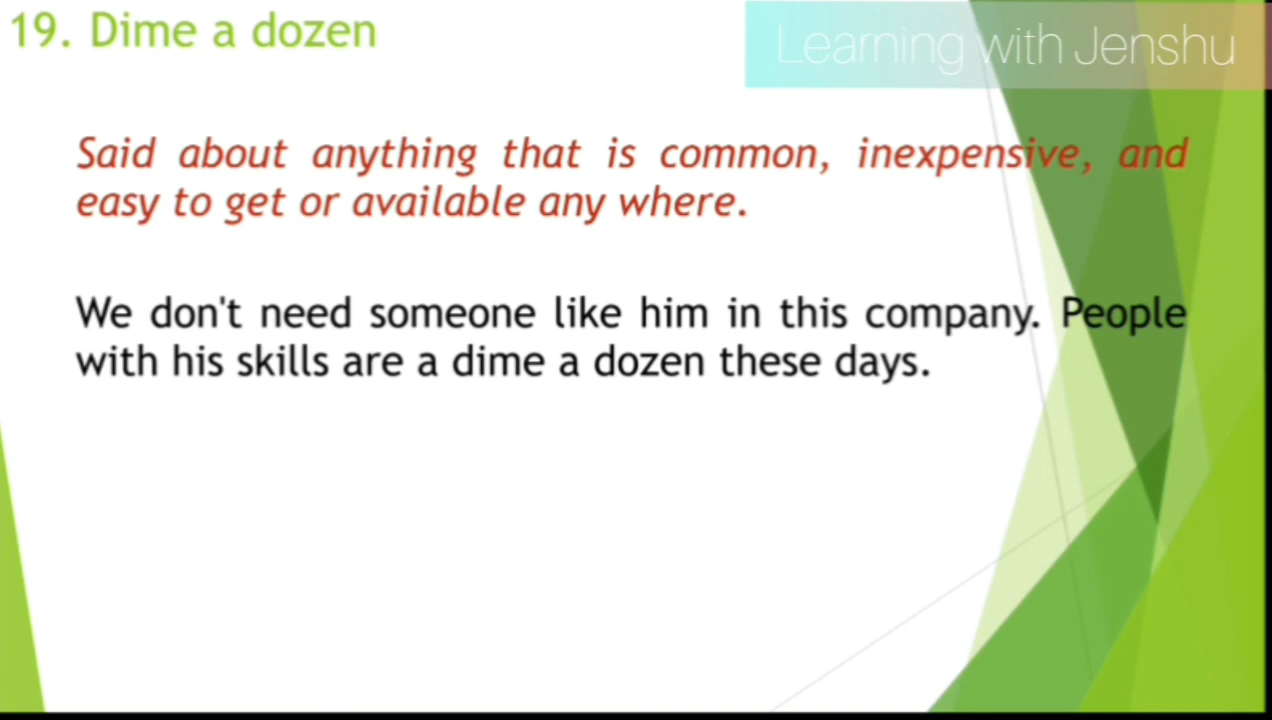 19. Dime a dozen
Learning with Jenshu
Said about anything that is common, inexpensive, and
easy to get or available any where.
We don't need someone like him in this company. People
with his skills are a dime a dozen these days.